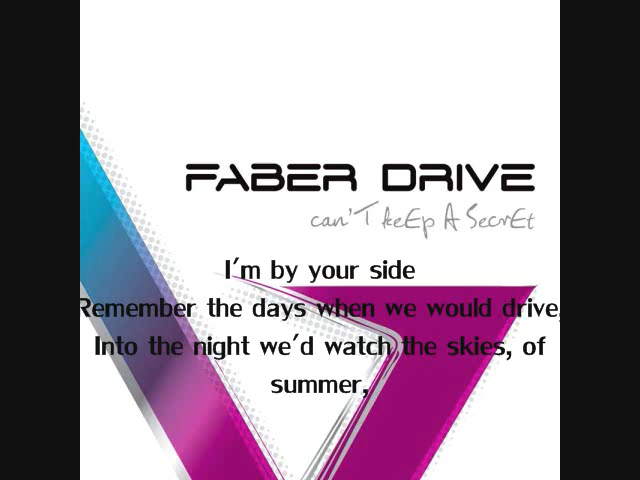 FABER DRIVE
can'T keEp A SecrEt
I'm by your side
Remember the days when we would drive,
Into the night we'd watch the skies, of
summer,